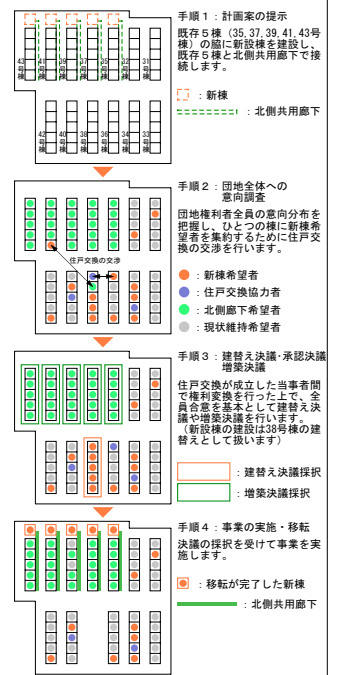 手順１：計画案の提示
既存５棟（35,37,39,41,43号
棟）の脇に新設棟を建設し、
既存５棟と北側共用廊下で接
続します。
：新棟
：北側共用廊下
43号棟
41号棟
39号棟
37号棟
35号棟
33号棟
42号棟
40号棟
38号棟
36号棟
34号棟
32号棟
31号棟
手順２：団地全体への
意向調査
団地権利者全員の意向分布を
把握し、ひとつの棟に新棟希
望者を集約するために住戸交
換の交渉を行います。
住戸交換の交渉
：新棟希望者
：住戸交換協力者
：北側廊下希望者
：現状維持希望者
手順３：建替え決議・承認決議
増築決議
住戸交換が成立した当事者間
で権利変換を行った上で、全
員合意を基本として建替え決
議や増築決議を行います。
（新設棟の建設は38号棟の建
替えとして扱います）
：建替え決議採択
：増築決議採択
手順４：事業の実施・移転
決議の採択を受けて事業を実
施します。
：移転が完了した新棟
：北側共用廊下